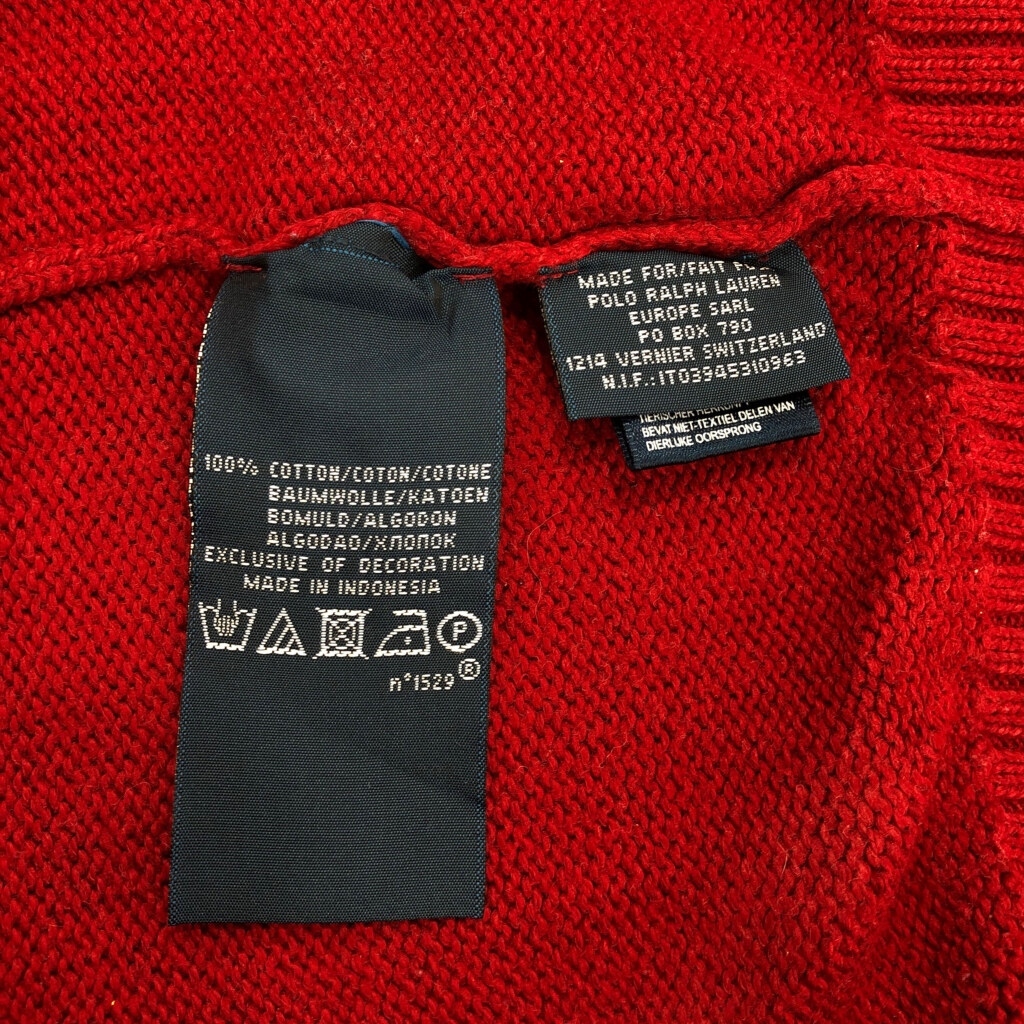 100% COTTON/COTON/COTONE
BAUMWOLLE/KATOEN
BOMULD/ALGODON
ALGODAO/ХЛОПОК
EXCLUSIVE OF DECORATION
MADE IN INDONESIA
P
n°1529®
MADE FOR/FAIT
POLO RALPH LAUREN
EUROPE SARL
PO BOX 790
1214 VERNIER SWITZERLAND
N.I.F.:IT03945310963
BEVAT NIET-TEXTIEL DELEN VAN
DIERLIJKE OORSPRONG